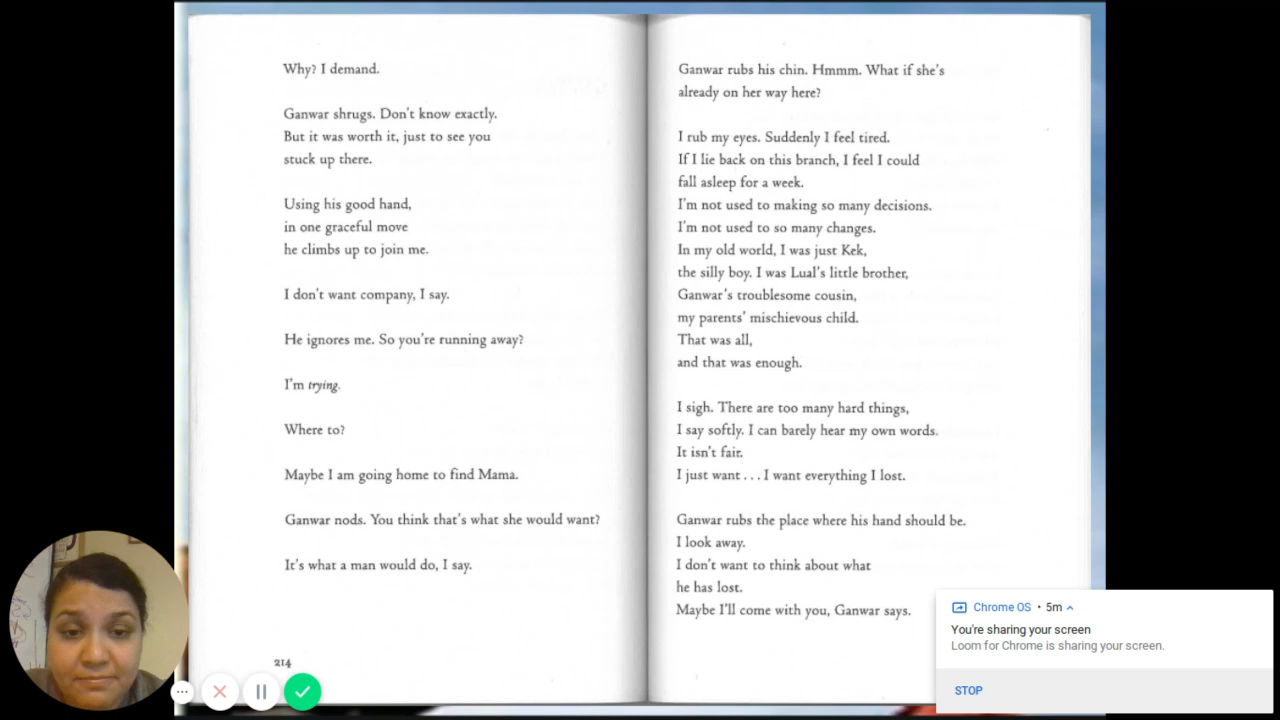 Why? I demand.
Ganwar shrugs. Don't know exactly.
But it was worth it, just to see you
stuck up there.
Using his good hand,
in one graceful move
he climbs up to join me.
I don't want company, I say.
He ignores me. So you're running away?
I'm trying.
Where to?
Maybe I am going home to find Mama.
Ganwar nods. You think that's what she would want?
It's what a man would do, I say.
214
Ganwar rubs his chin. Hmmm. What if she's
already on her way here?
I rub my eyes. Suddenly I feel tired.
If I lie back on this branch, I feel I could
fall asleep for a week.
I'm not used to making so many decisions.
I'm not used to so many changes.
In my old world, I was just Kek,
the silly boy. I was Lual's little brother,
Ganwar's troublesome cousin,
my parents' mischievous child.
That was all,
and that was enough.
I sigh. There are too many hard things,
I say softly. I can barely hear my own words.
It isn't fair.
I just want . . . I want everything I lost.
Ganwar rubs the place where his hand should be.
I look away.
I don't want to think about what
he has lost.
Maybe I'll come with you, Ganwar says.
Chrome OS • 5m
You're sharing your screen
Loom for Chrome is sharing your screen.
STOP